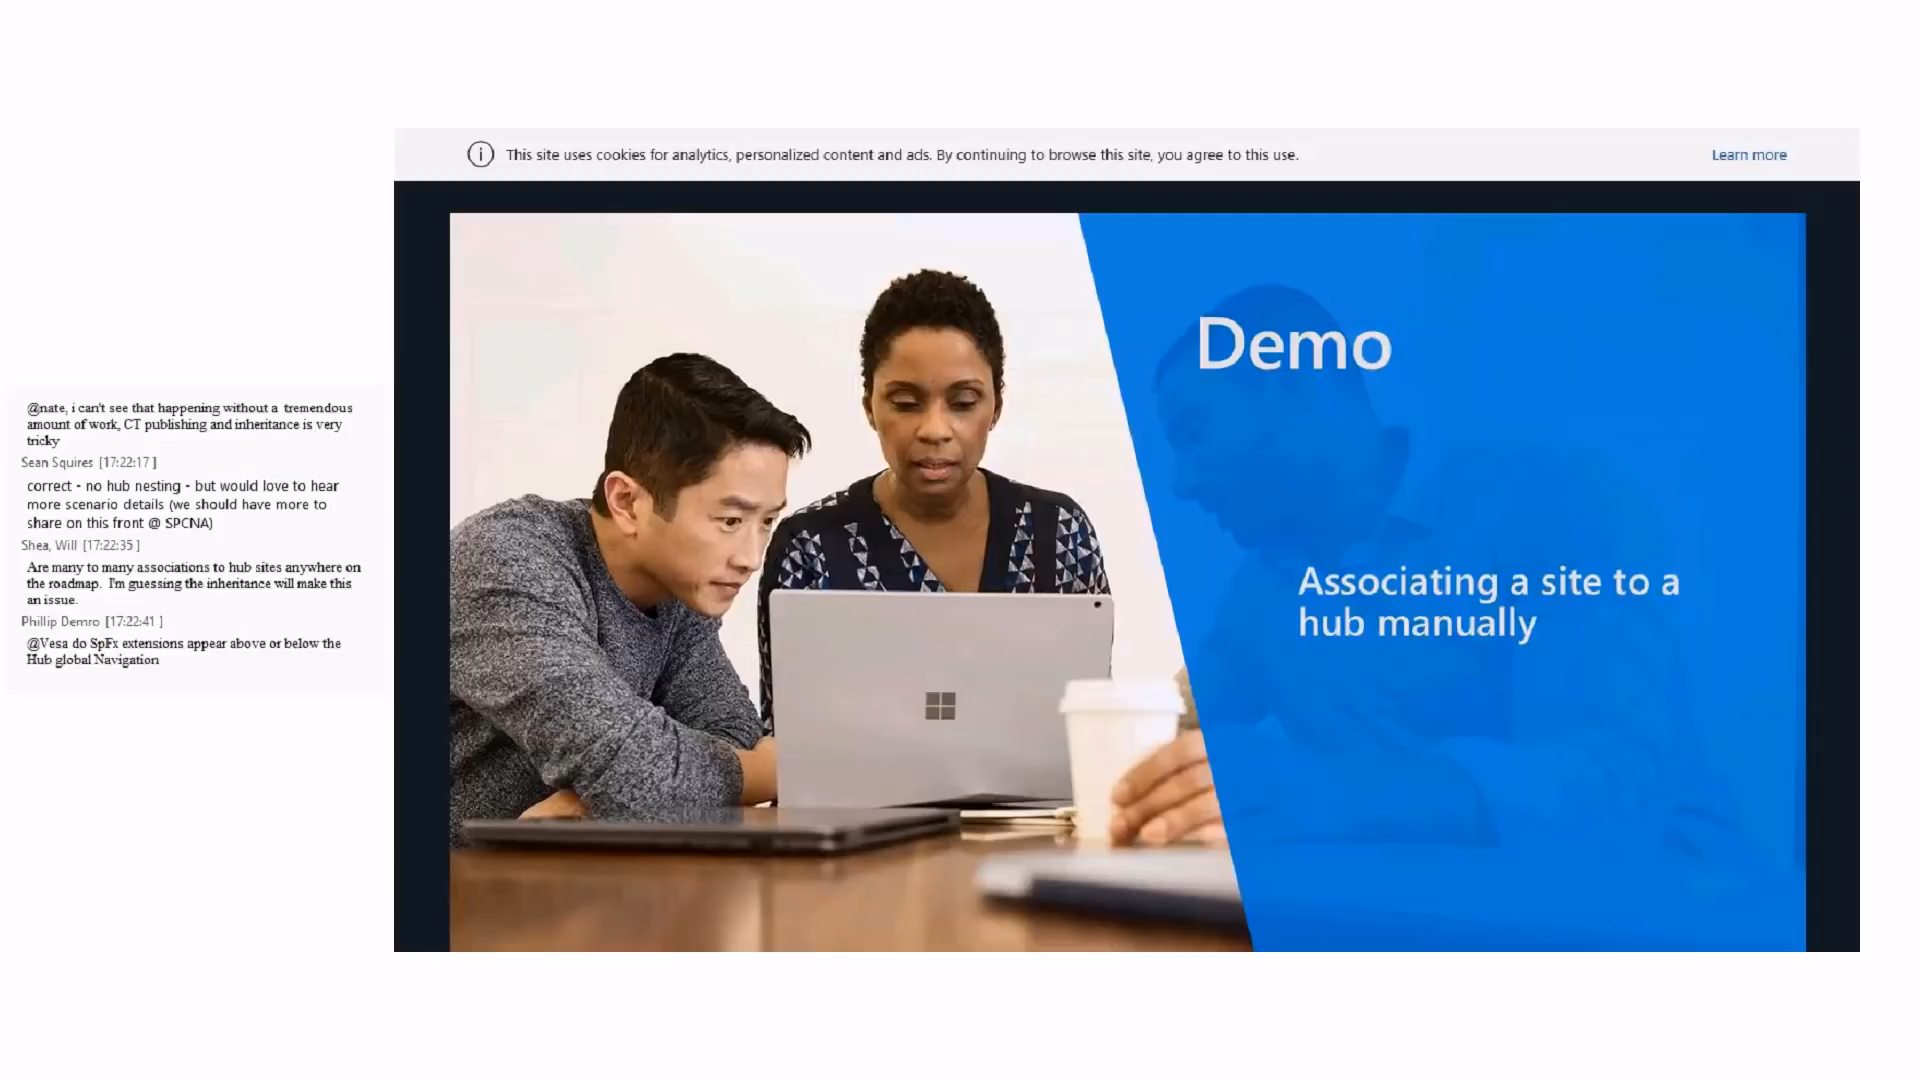 This site uses cookies for analytics, personalized content and ads. By continuing to browse this site, you agree to this use.
Learn more
@nate, i can't see that happening without a tremendous
amount of work, CT publishing and inheritance is very
tricky
Sean Squires [17:22:17 ]
correct - no hub nesting - but would love to hear
more scenario details (we should have more to
share on this front @ SPCNA)
Shea, Will [17:22:35 ]
Are many to many associations to hub sites anywhere on
the roadmap. I'm guessing the inheritance will make this
an issue.
Phillip Demro [17:22:41 ]
@Vesa do SpFx extensions appear above or below the
Hub global Navigation
Demo
Associating a site to a
hub manually